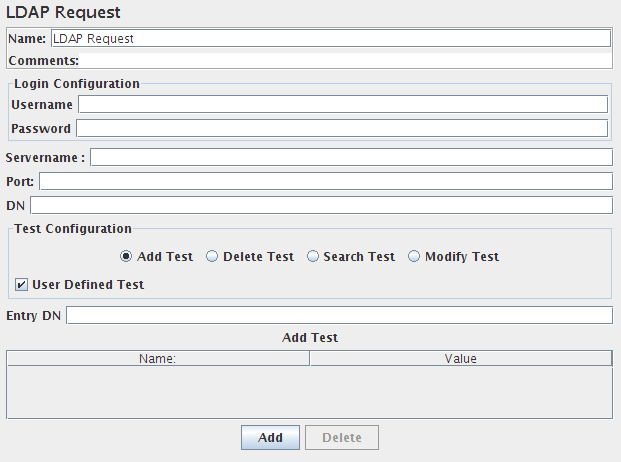 LDAP Request
Name: LDAP Request
Comments:
Login Configuration
Username
Password
Servername :
Port:
DN
Test Configuration
Add Test Delete Test Search Test Modify Test
User Defined Test
Entry DN
Add Test
Name: Value
Add Delete